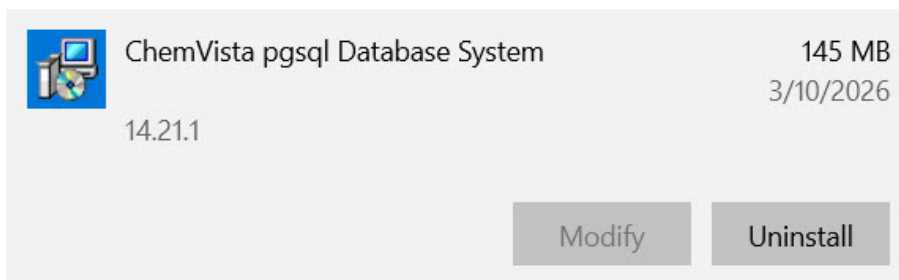 ChemVista pgsql Database System
145 MB
3/10/2026
14.21.1
Modify
Uninstall